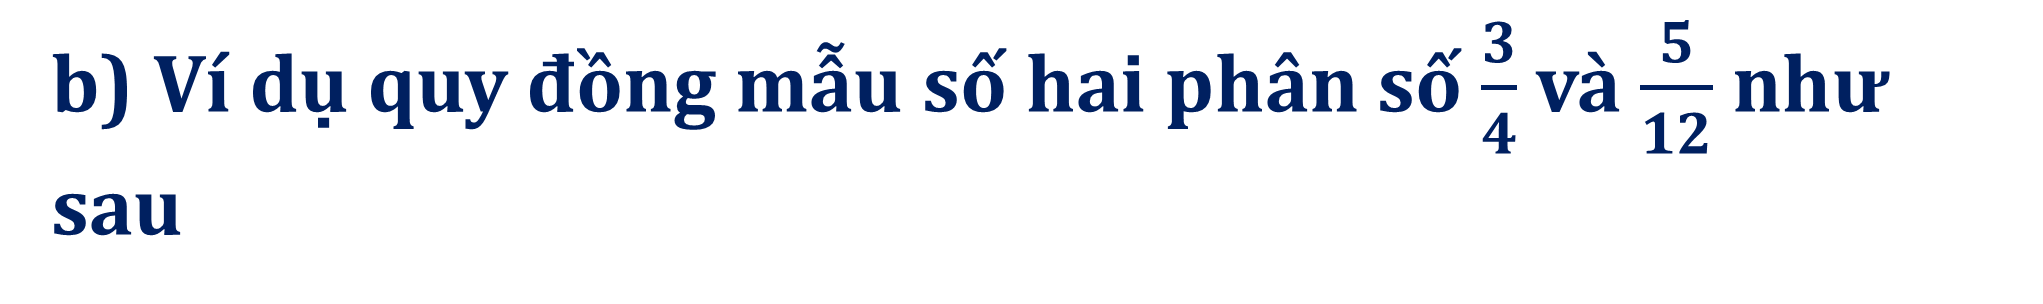 b) Ví dụ quy đồng mẫu số hai phân số 3/4 và 5/12 như
sau